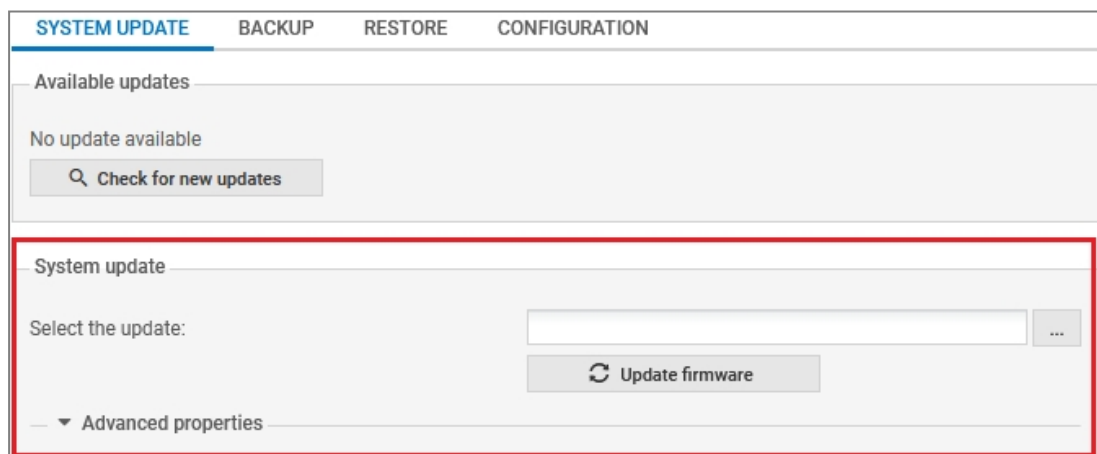 SYSTEM UPDATE BACKUP RESTORE CONFIGURATION
Available updates
No update available
Check for new updates
System update
Select the update: ...
Update firmware
Advanced properties